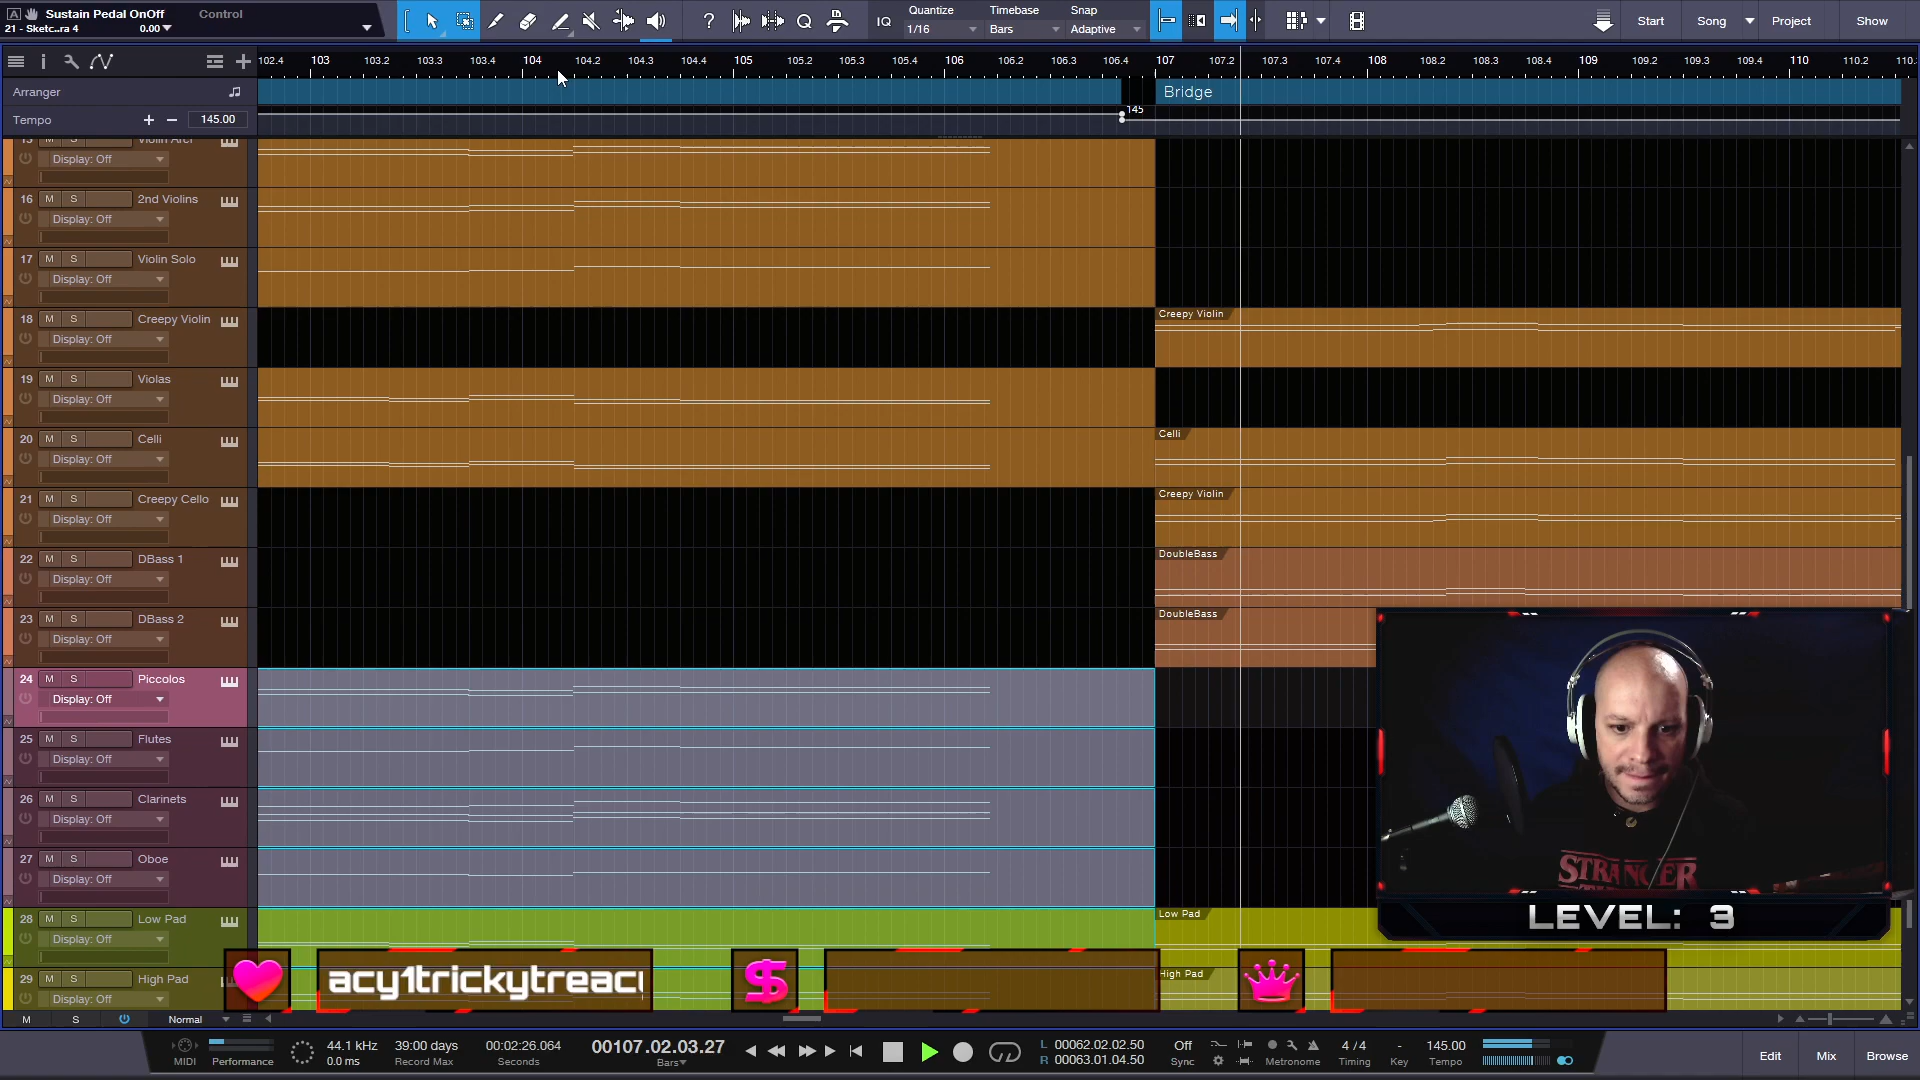 Sustain Pedal OnOff Control
21 - Sketc..ra 4 0.00
IQ
Quantize Timebase Snap
1/16 Bars Adaptive
Start Song Project Show
102.4 103 103.2 103.3 103.4 104 104.2 104.3 104.4 105 105.2 105.3 105.4 106 106.2 106.3 106.4 107 107.2 107.3 107.4 108 108.2 108.3 108.4 109 109.2 109.3 109.4 110 110.2
Arranger
Bridge
Tempo + − 145.00
145
Display: Off
16 M S 2nd Violins
Display: Off
17 M S Violin Solo
Display: Off
18 M S Creepy Violin
Creepy Violin
Display: Off
19 M S Violas
Display: Off
20 M S Celli
Celli
Display: Off
21 M S Creepy Cello
Creepy Violin
Display: Off
22 M S DBass 1
DoubleBass
Display: Off
23 M S DBass 2
DoubleBass
Display: Off
24 M S Piccolos
Display: Off
25 M S Flutes
Display: Off
26 M S Clarinets
Display: Off
27 M S Oboe
Display: Off
STRANGER
28 M S Low Pad
Low Pad
LEVEL: 3
Display: Off
29 M S High Pad
High Pad
acy1trickytreacy
$
Display: Off
M S Normal
MIDI
Performance
44.1 kHz
0.0 ms
39:00 days
Record Max
00:02:26.064
Seconds
00107.02.03.27
Bars
L 00062.02.02.50
R 00063.01.04.50
Off
Sync
Metronome
4 / 4
Timing
-
Key
145.00
Tempo
Edit Mix Browse